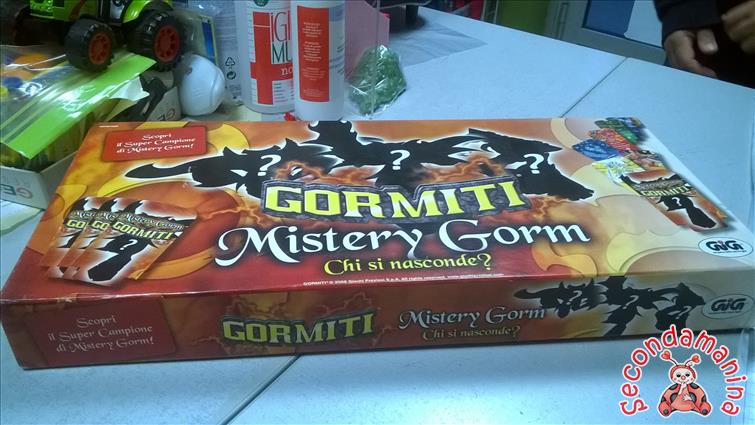 Scopri
il Super Campione
di Mistery Gorm!
?
?
?
GORMITI
Mistery Gorm
Chi si nasconde?
GORMITI
GiG
Scopri
il Super Campione
di Mistery Gorm!
GORMITI
Mistery Gorm
Chi si nasconde?
GiG
Secondamanina